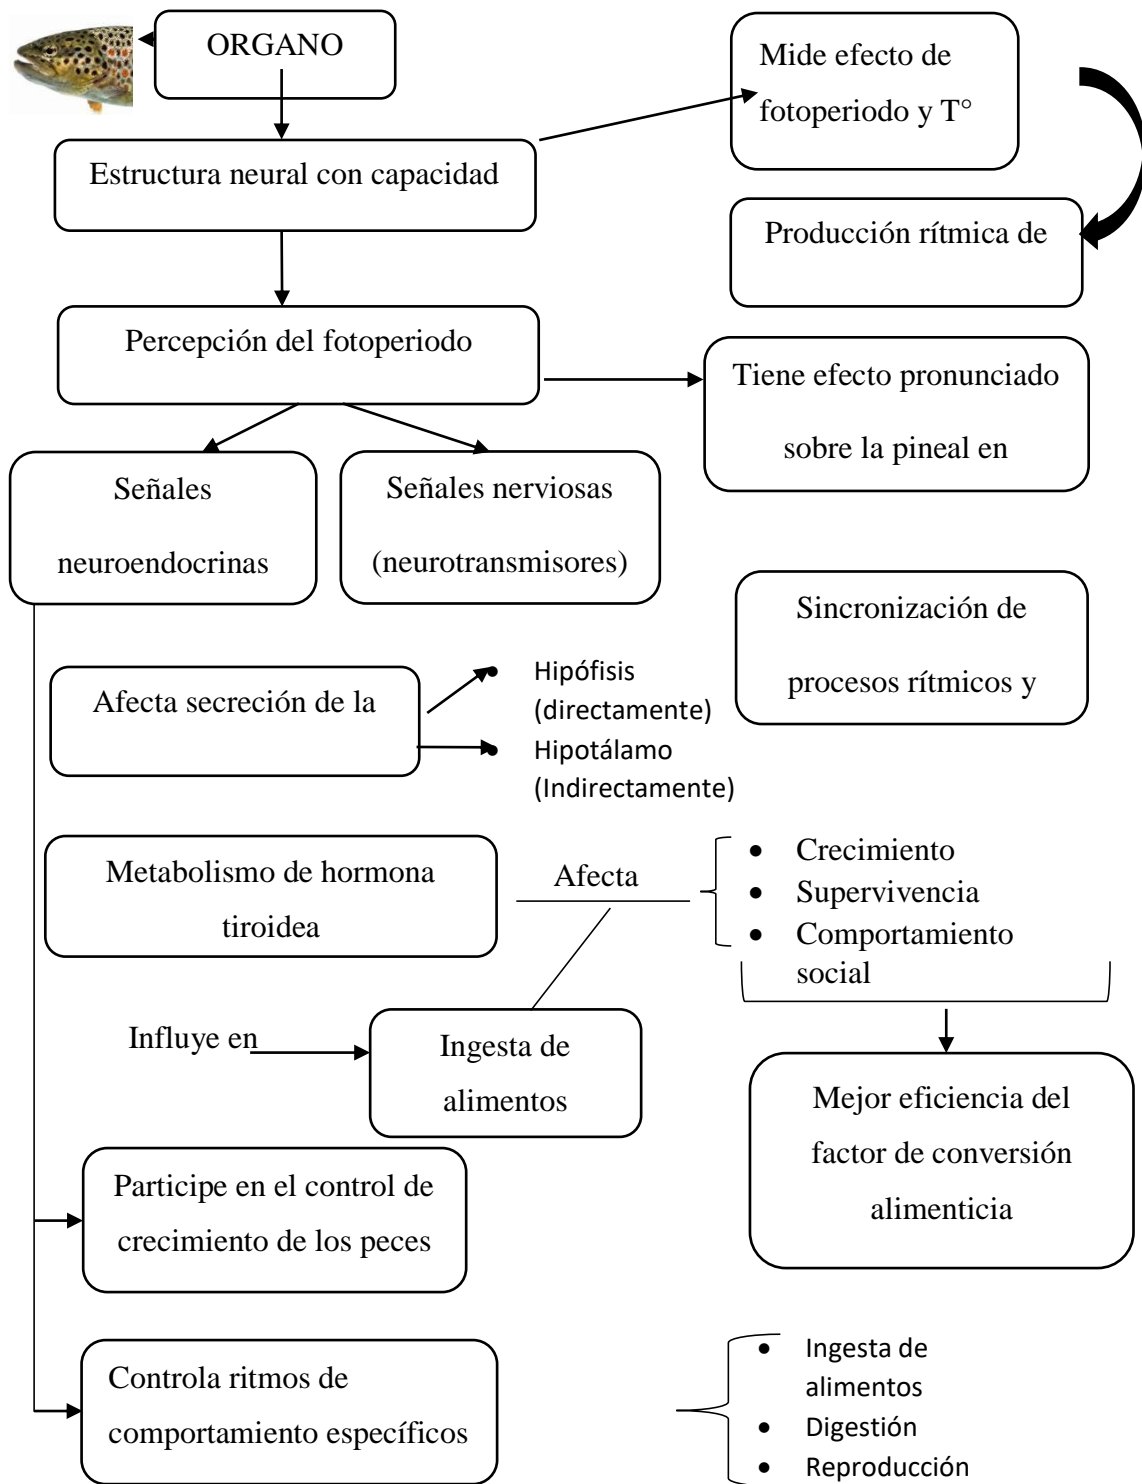 ORGANO
Mide efecto de
fotoperiodo y T°
Estructura neural con capacidad
Producción rítmica de
Percepción del fotoperiodo
Tiene efecto pronunciado
sobre la pineal en
Señales
neuroendocrinas
Señales nerviosas
(neurotransmisores)
Sincronización de
procesos rítmicos y
Afecta secreción de la
• Hipófisis
(directamente)
• Hipotálamo
(Indirectamente)
Metabolismo de hormona
tiroidea
Afecta
• Crecimiento
• Supervivencia
• Comportamiento
social
Influye en
Ingesta de
alimentos
Mejor eficiencia del
factor de conversión
alimenticia
Participe en el control de
crecimiento de los peces
Controla ritmos de
comportamiento específicos
• Ingesta de
alimentos
• Digestión
• Reproducción